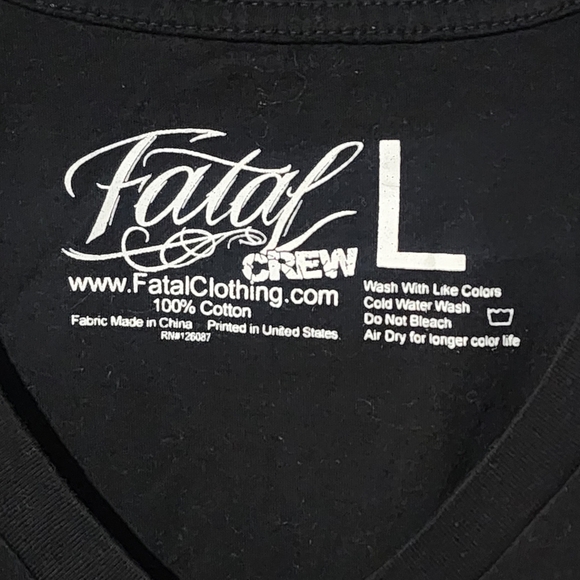 Fatal
CREW
L
www.FatalClothing.com
100% Cotton
Fabric Made in China Printed in United States
RN#126087
Wash With Like Colors
Cold Water Wash
Do Not Bleach
Air Dry for longer color life